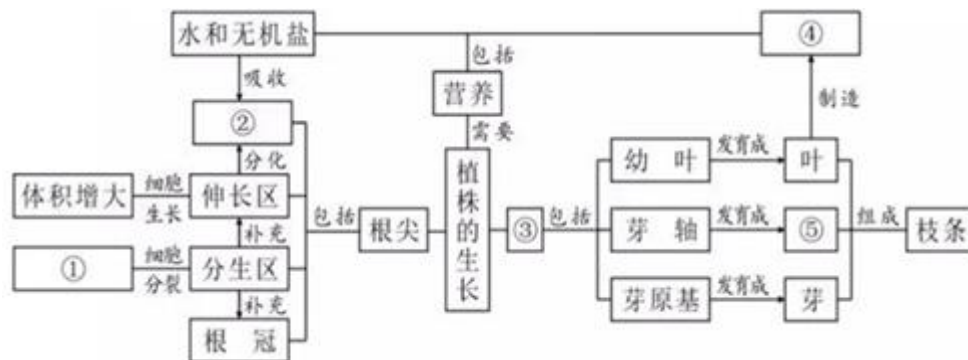 水和无机盐
④
包括
吸收
营养
制造
②
需要
幼叶
发育成
叶
分化
体积增大
细胞
生长
伸长区
植株的生长
补充
包括
根尖
③
包括
芽轴
发育成
⑤
组成
枝条
①
细胞
分裂
分生区
补充
芽原基
发育成
芽
根冠